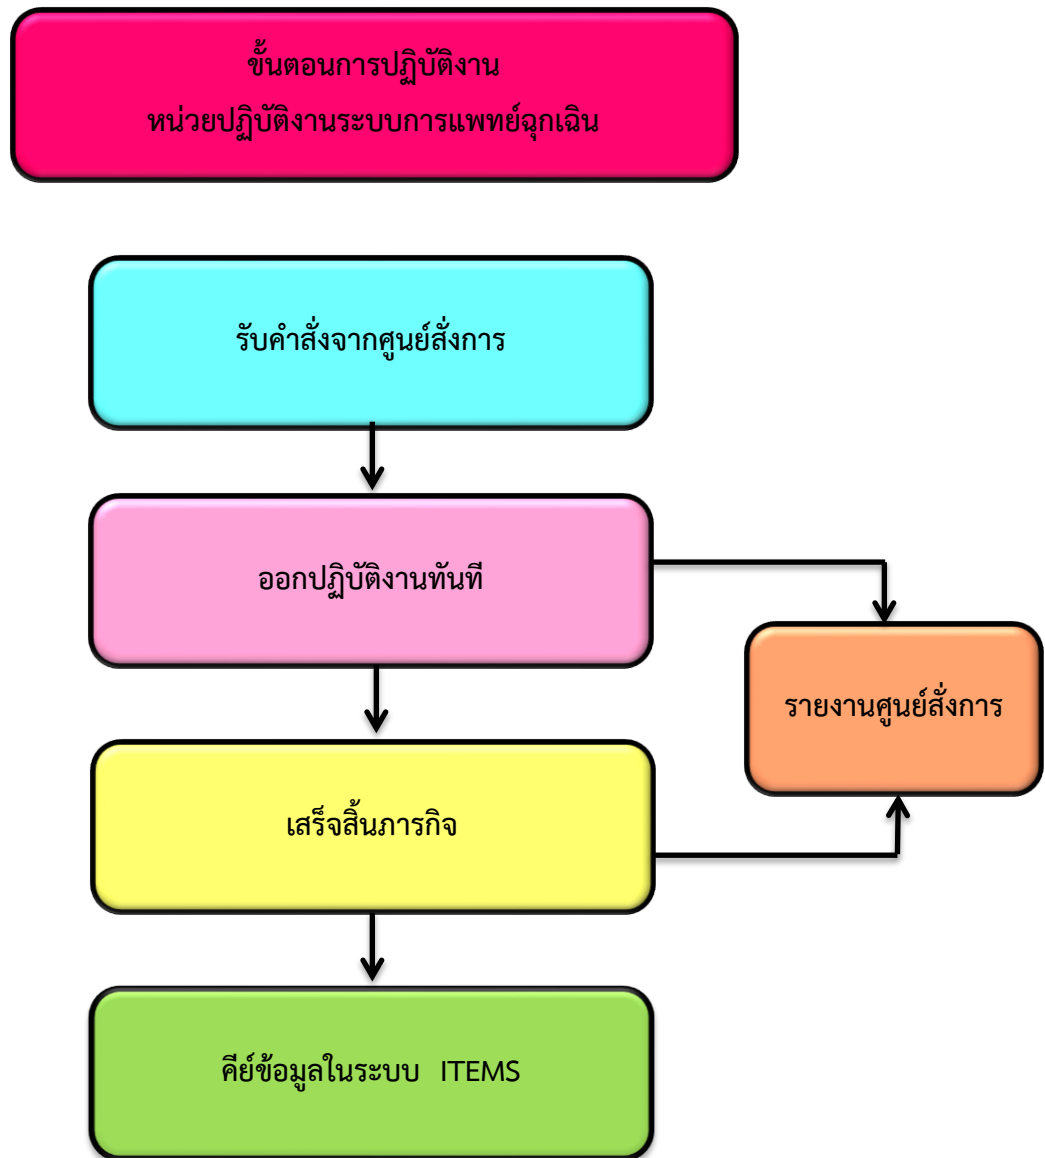 ขั้นตอนการปฏิบัติงาน
หน่วยปฏิบัติงานระบบการแพทย์ฉุกเฉิน
รับคำสั่งจากศูนย์สั่งการ
ออกปฏิบัติงานทันที
รายงานศูนย์สั่งการ
เสร็จสิ้นภารกิจ
คีย์ข้อมูลในระบบ ITEMS